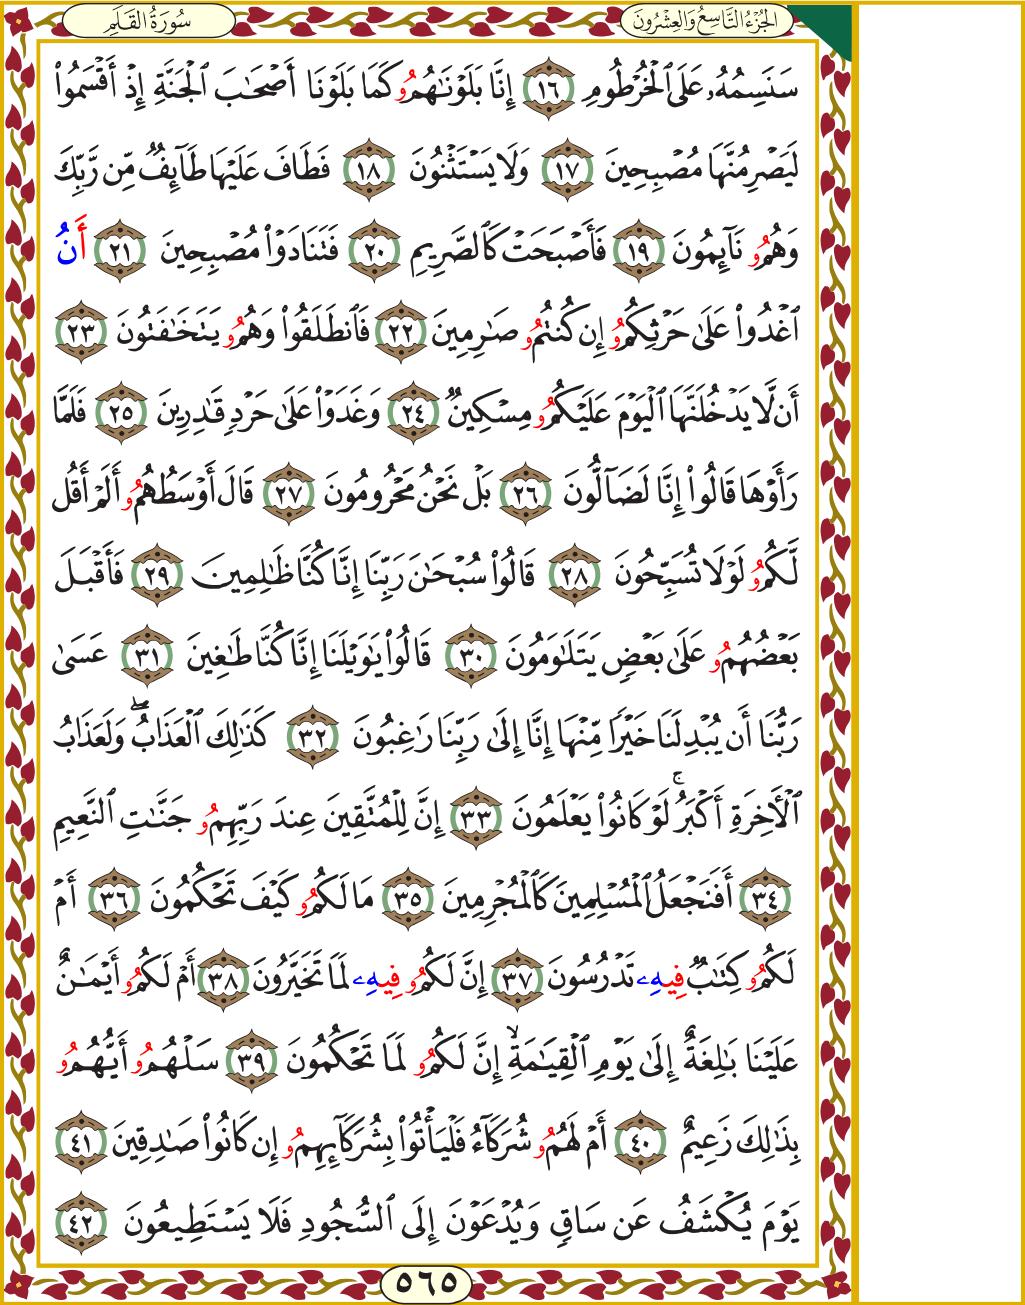 الجُزْءُ التَّاسِعُ وَالعِشْرُونَ
سُورَةُ القَلَمِ
سَنَسِمُهُۥ عَلَى ٱلْخُرْطُومِ ١٦ إِنَّا بَلَوْنَٰهُمُۥ كَمَا بَلَوْنَا أَصْحَٰبَ ٱلْجَنَّةِ إِذْ أَقْسَمُوا۟
لَيَصْرِمُنَّهَا مُصْبِحِينَ ١٧ وَلَا يَسْتَثْنُونَ ١٨ فَطَافَ عَلَيْهَا طَآئِفٌ مِّن رَّبِّكَ
وَهُمُۥ نَآئِمُونَ ١٩ فَأَصْبَحَتْ كَٱلصَّرِيمِ ٢٠ فَتَنَادَوْا۟ مُصْبِحِينَ ٢١ أَنُ
ٱغْدُوا۟ عَلَىٰ حَرْثِكُمُۥ إِن كُنتُمُۥ صَٰرِمِينَ ٢٢ فَٱنطَلَقُوا۟ وَهُمُۥ يَتَخَٰفَتُونَ ٢٣
أَن لَّا يَدْخُلَنَّهَا ٱلْيَوْمَ عَلَيْكُمُۥ مِسْكِينٌ ٢٤ وَغَدَوْا۟ عَلَىٰ حَرْدٍ قَٰدِرِينَ ٢٥ فَلَمَّا
رَأَوْهَا قَالُوا۟ إِنَّا لَضَآلُّونَ ٢٦ بَلْ نَحْنُ مَحْرُومُونَ ٢٧ قَالَ أَوْسَطُهُمُۥ أَلَمْ أَقُل
لَّكُمُۥ لَوْلَا تُسَبِّحُونَ ٢٨ قَالُوا۟ سُبْحَٰنَ رَبِّنَا إِنَّا كُنَّا ظَٰلِمِينَ ٢٩ فَأَقْبَلَ
بَعْضُهُمُۥ عَلَىٰ بَعْضٍ يَتَلَٰوَمُونَ ٣٠ قَالُوا۟ يَٰوَيْلَنَا إِنَّا كُنَّا طَٰغِينَ ٣١ عَسَىٰ
رَبُّنَا أَن يُبْدِلَنَا خَيْرًا مِّنْهَا إِنَّا إِلَىٰ رَبِّنَا رَٰغِبُونَ ٣٢ كَذَٰلِكَ ٱلْعَذَابُ ۖ وَلَعَذَابُ
ٱلْأَخِرَةِ أَكْبَرُ ۚ لَوْ كَانُوا۟ يَعْلَمُونَ ٣٣ إِنَّ لِلْمُتَّقِينَ عِندَ رَبِّهِمُۥ جَنَّٰتِ ٱلنَّعِيمِ
٣٤ أَفَنَجْعَلُ ٱلْمُسْلِمِينَ كَٱلْمُجْرِمِينَ ٣٥ مَا لَكُمُۥ كَيْفَ تَحْكُمُونَ ٣٦ أَمْ
لَكُمُۥ كِتَٰبٌ فِيهِۦ تَدْرُسُونَ ٣٧ إِنَّ لَكُمُۥ فِيهِۦ لَمَا تَخَيَّرُونَ ٣٨ أَمْ لَكُمُۥ أَيْمَٰنٌ
عَلَيْنَا بَٰلِغَةٌ إِلَىٰ يَوْمِ ٱلْقِيَٰمَةِ ۙ إِنَّ لَكُمُۥ لَمَا تَحْكُمُونَ ٣٩ سَلْهُمُۥ أَيُّهُمُۥ
بِذَٰلِكَ زَعِيمٌ ٤٠ أَمْ لَهُمُۥ شُرَكَآءُ فَلْيَأْتُوا۟ بِشُرَكَآئِهِمُۥ إِن كَانُوا۟ صَٰدِقِينَ ٤١
يَوْمَ يُكْشَفُ عَن سَاقٍ وَيُدْعَوْنَ إِلَى ٱلسُّجُودِ فَلَا يَسْتَطِيعُونَ ٤٢
٥٦٥